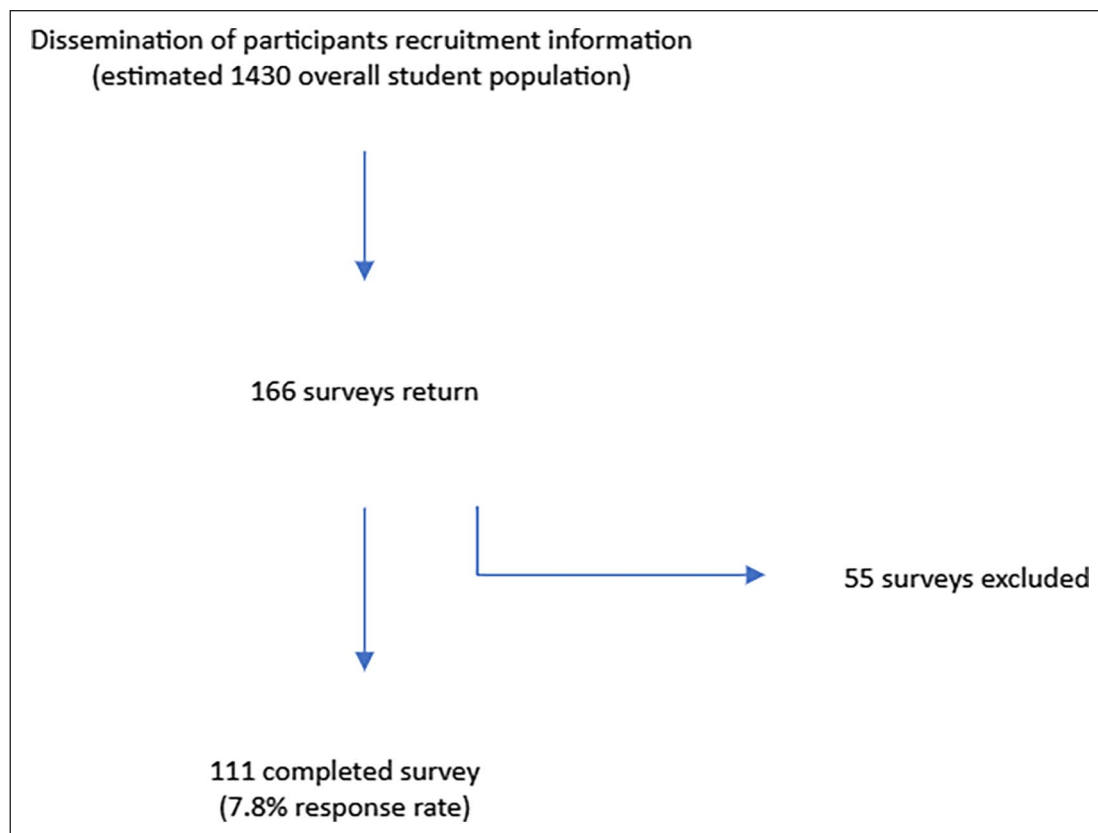 Dissemination of participants recruitment information
(estimated 1430 overall student population)
166 surveys return
55 surveys excluded
111 completed survey
(7.8% response rate)